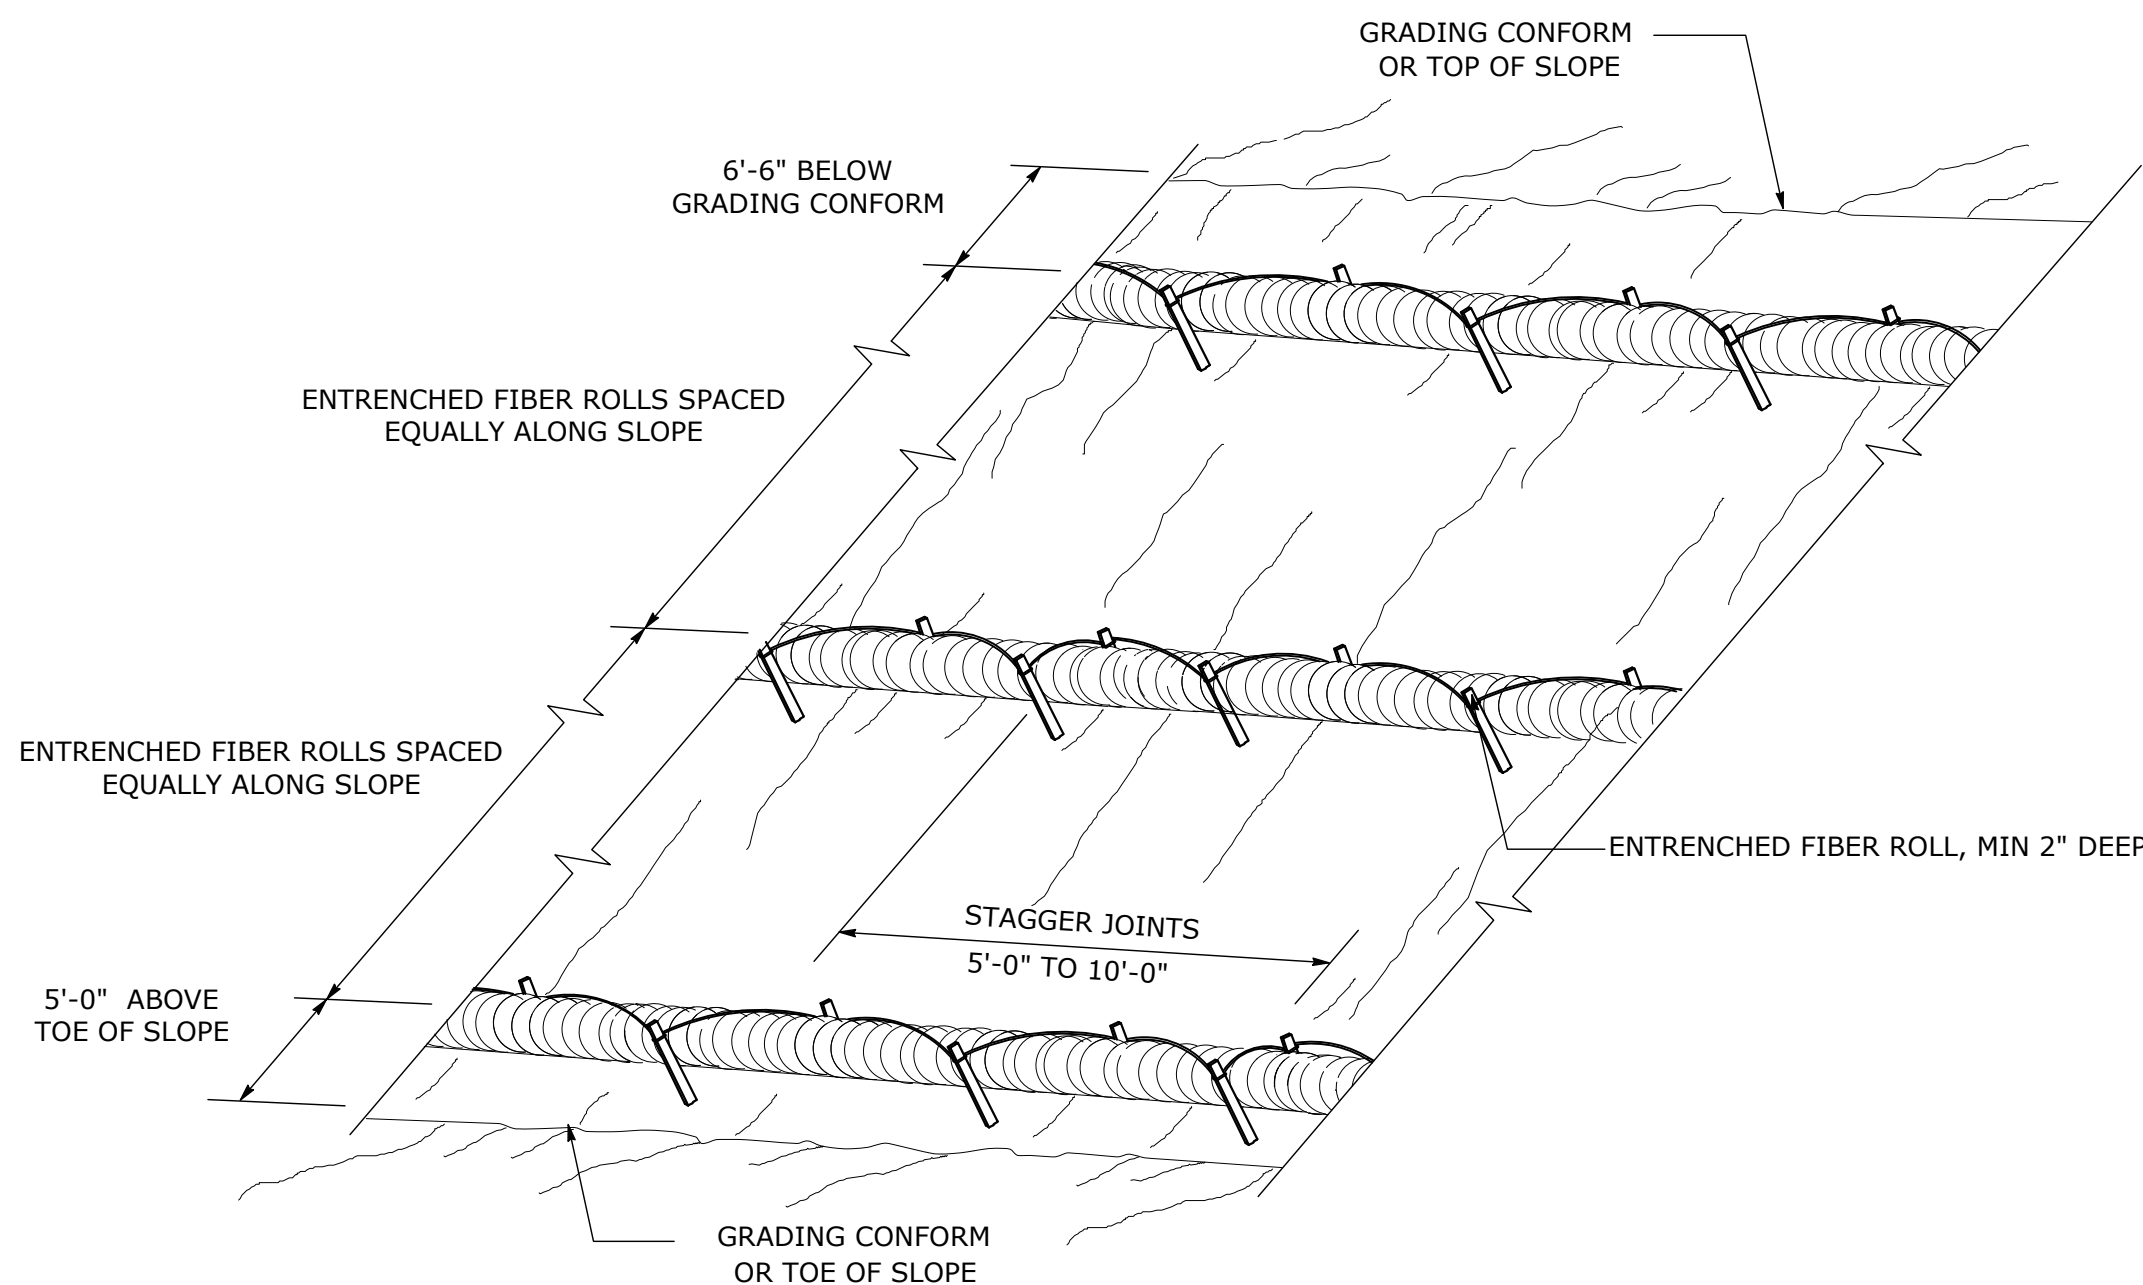 GRADING CONFORM
OR TOP OF SLOPE
6'-6" BELOW
GRADING CONFORM
ENTRENCHED FIBER ROLLS SPACED
EQUALLY ALONG SLOPE
ENTRENCHED FIBER ROLLS SPACED
EQUALLY ALONG SLOPE
ENTRENCHED FIBER ROLL, MIN 2" DEEP
STAGGER JOINTS
5'-0" TO 10'-0"
5'-0" ABOVE
TOE OF SLOPE
GRADING CONFORM
OR TOE OF SLOPE